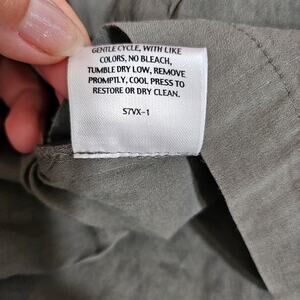 GENTLE CYCLE, WITH LIKE
COLORS, NO BLEACH,
TUMBLE DRY LOW, REMOVE
PROMPTLY, COOL PRESS TO
RESTORE OR DRY CLEAN.
S7VX-1